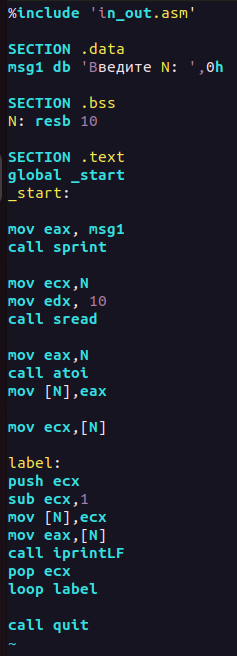 %include 'in_out.asm'
SECTION .data
msg1 db 'Введите N: ',0h
SECTION .bss
N: resb 10
SECTION .text
global _start
_start:
mov eax, msg1
call sprint
mov ecx,N
mov edx, 10
call sread
mov eax,N
call atoi
mov [N],eax
mov ecx,[N]
label:
push ecx
sub ecx,1
mov [N],ecx
mov eax,[N]
call iprintLF
pop ecx
loop label
call quit
~